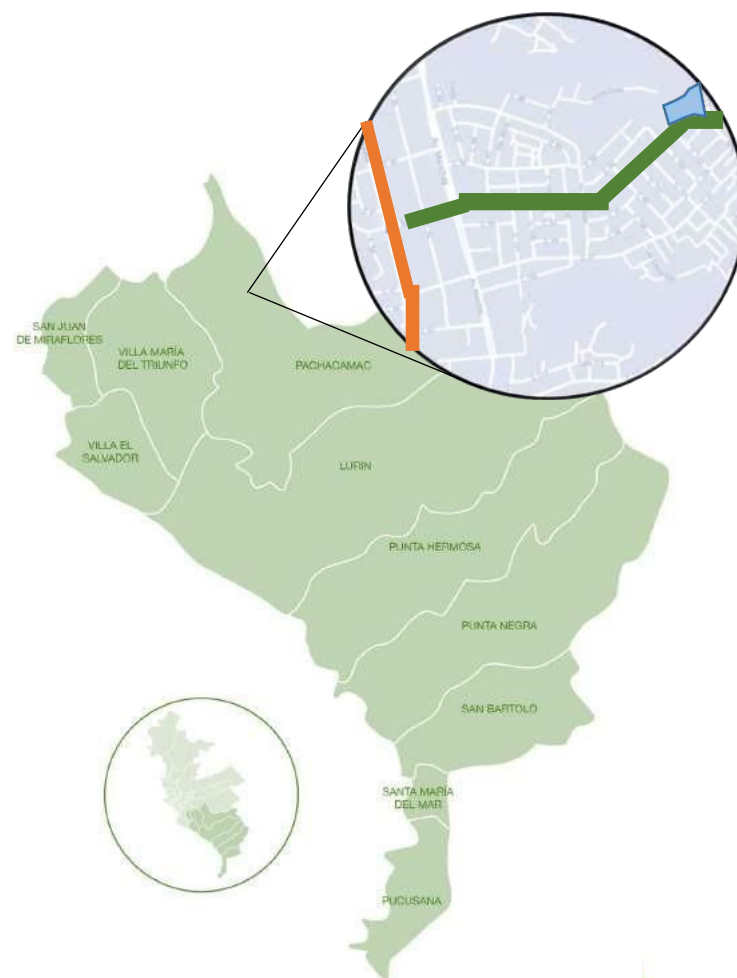 SAN JUAN
DE MIRAFLORES
VILLA MARÍA
DEL TRIUNFO
PACHACAMAC
VILLA EL
SALVADOR
LURIN
PUNTA HERMOSA
PUNTA NEGRA
SAN BARTOLO
SANTA MARÍA
DEL MAR
PUCUSANA